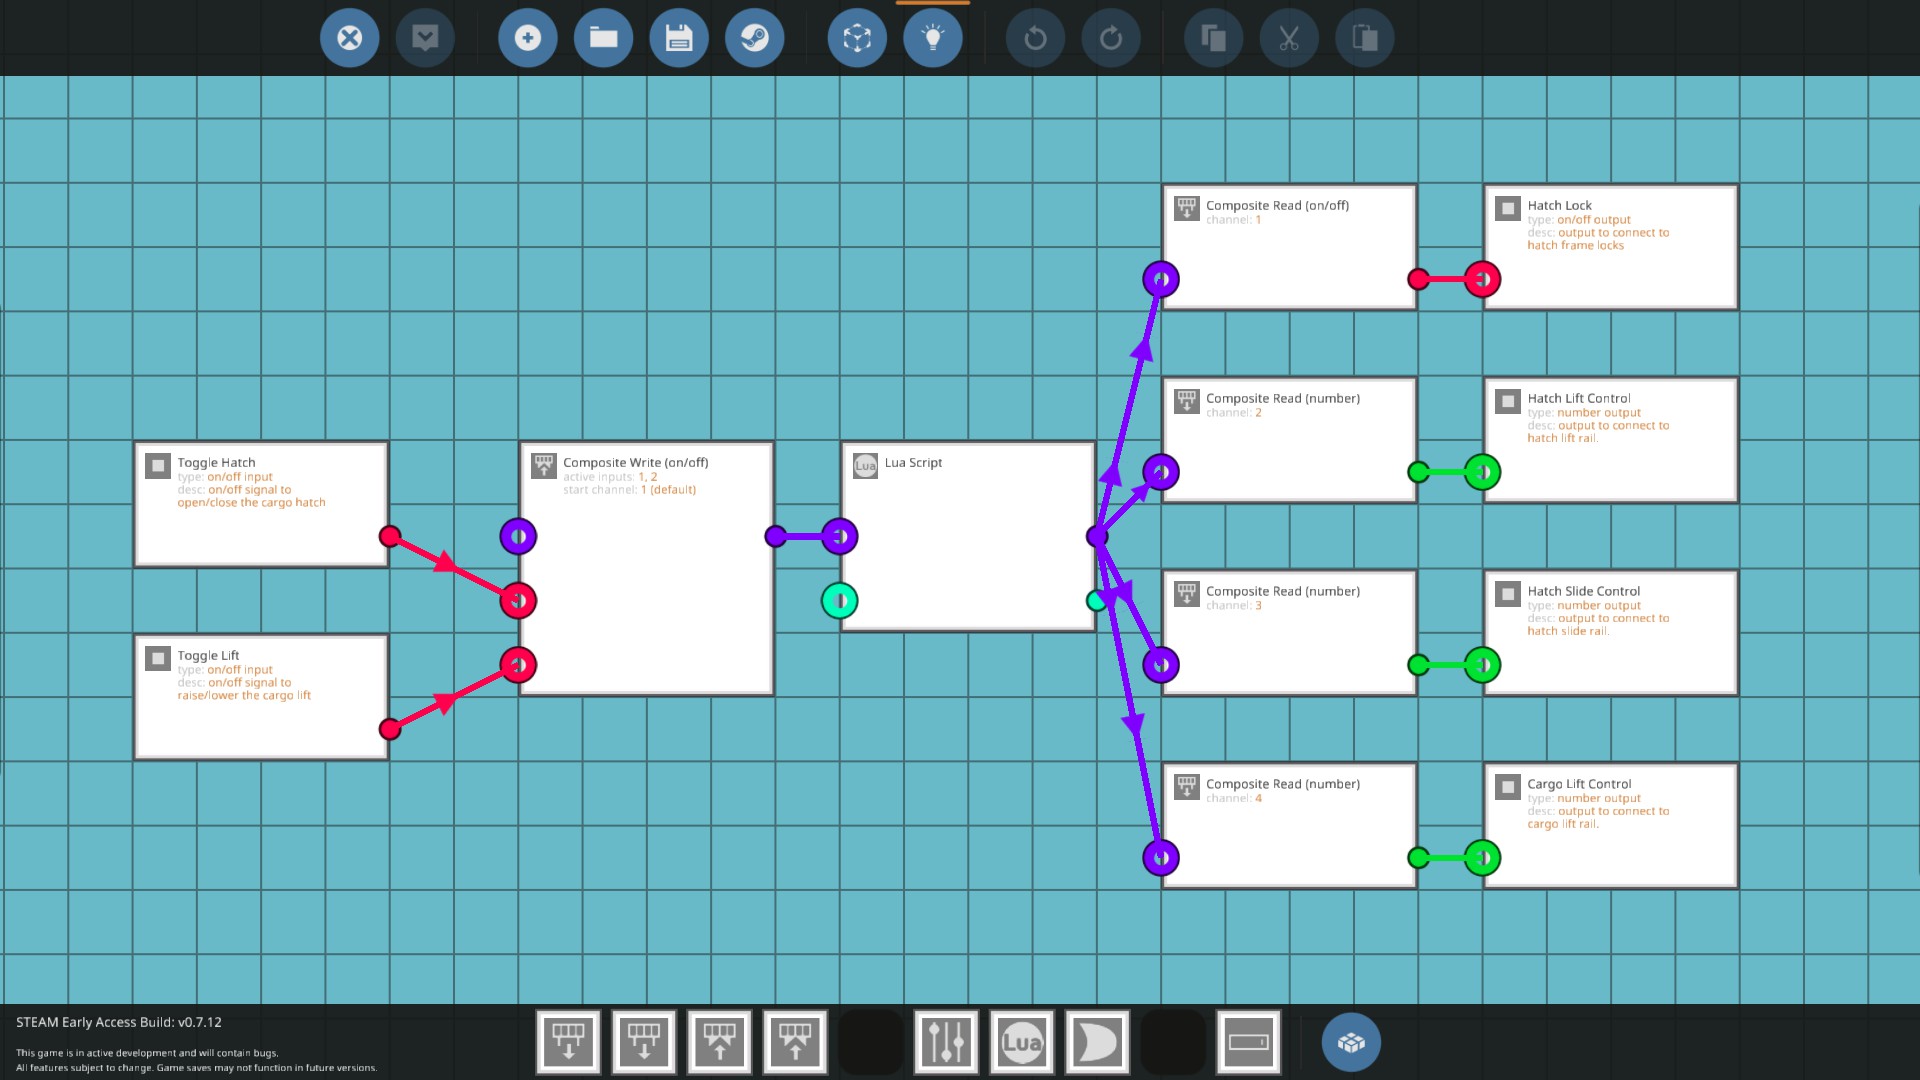 Composite Read (on/off)
channel: 1
Hatch Lock
type: on/off output
desc: output to connect to
hatch frame locks
Composite Read (number)
channel: 2
Hatch Lift Control
type: number output
desc: output to connect to
hatch lift rail.
Toggle Hatch
type: on/off input
desc: on/off signal to
open/close the cargo hatch
Composite Write (on/off)
active inputs: 1, 2
start channel: 1 (default)
Lua
Lua Script
Composite Read (number)
channel: 3
Hatch Slide Control
type: number output
desc: output to connect to
hatch slide rail.
Toggle Lift
type: on/off input
desc: on/off signal to
raise/lower the cargo lift
Composite Read (number)
channel: 4
Cargo Lift Control
type: number output
desc: output to connect to
cargo lift rail.
STEAM Early Access Build: v0.7.12
This game is in active development and will contain bugs.
All features subject to change. Game saves may not function in future versions.
Lua